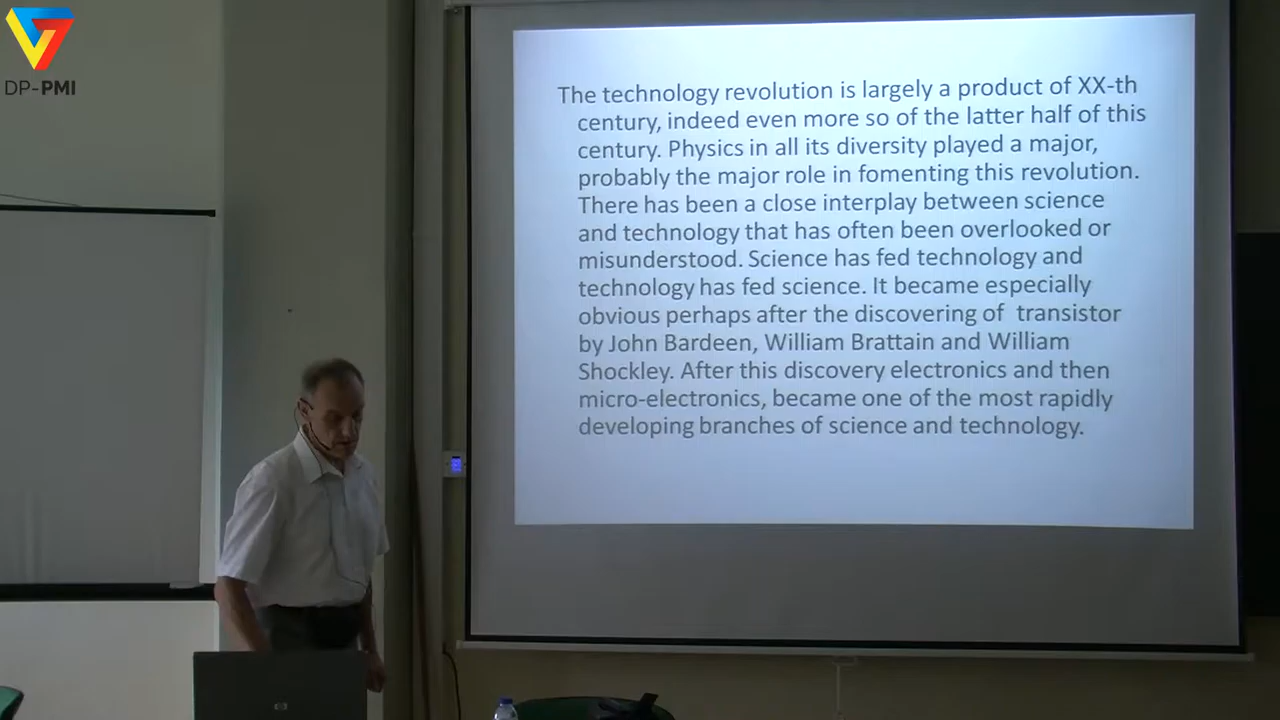 DP-PMI
The technology revolution is largely a product of XX-th
century, indeed even more so of the latter half of this
century. Physics in all its diversity played a major,
probably the major role in fomenting this revolution.
There has been a close interplay between science
and technology that has often been overlooked or
misunderstood. Science has fed technology and
technology has fed science. It became especially
obvious perhaps after the discovering of transistor
by John Bardeen, William Brattain and William
Shockley. After this discovery electronics and then
micro-electronics, became one of the most rapidly
developing branches of science and technology.
hp